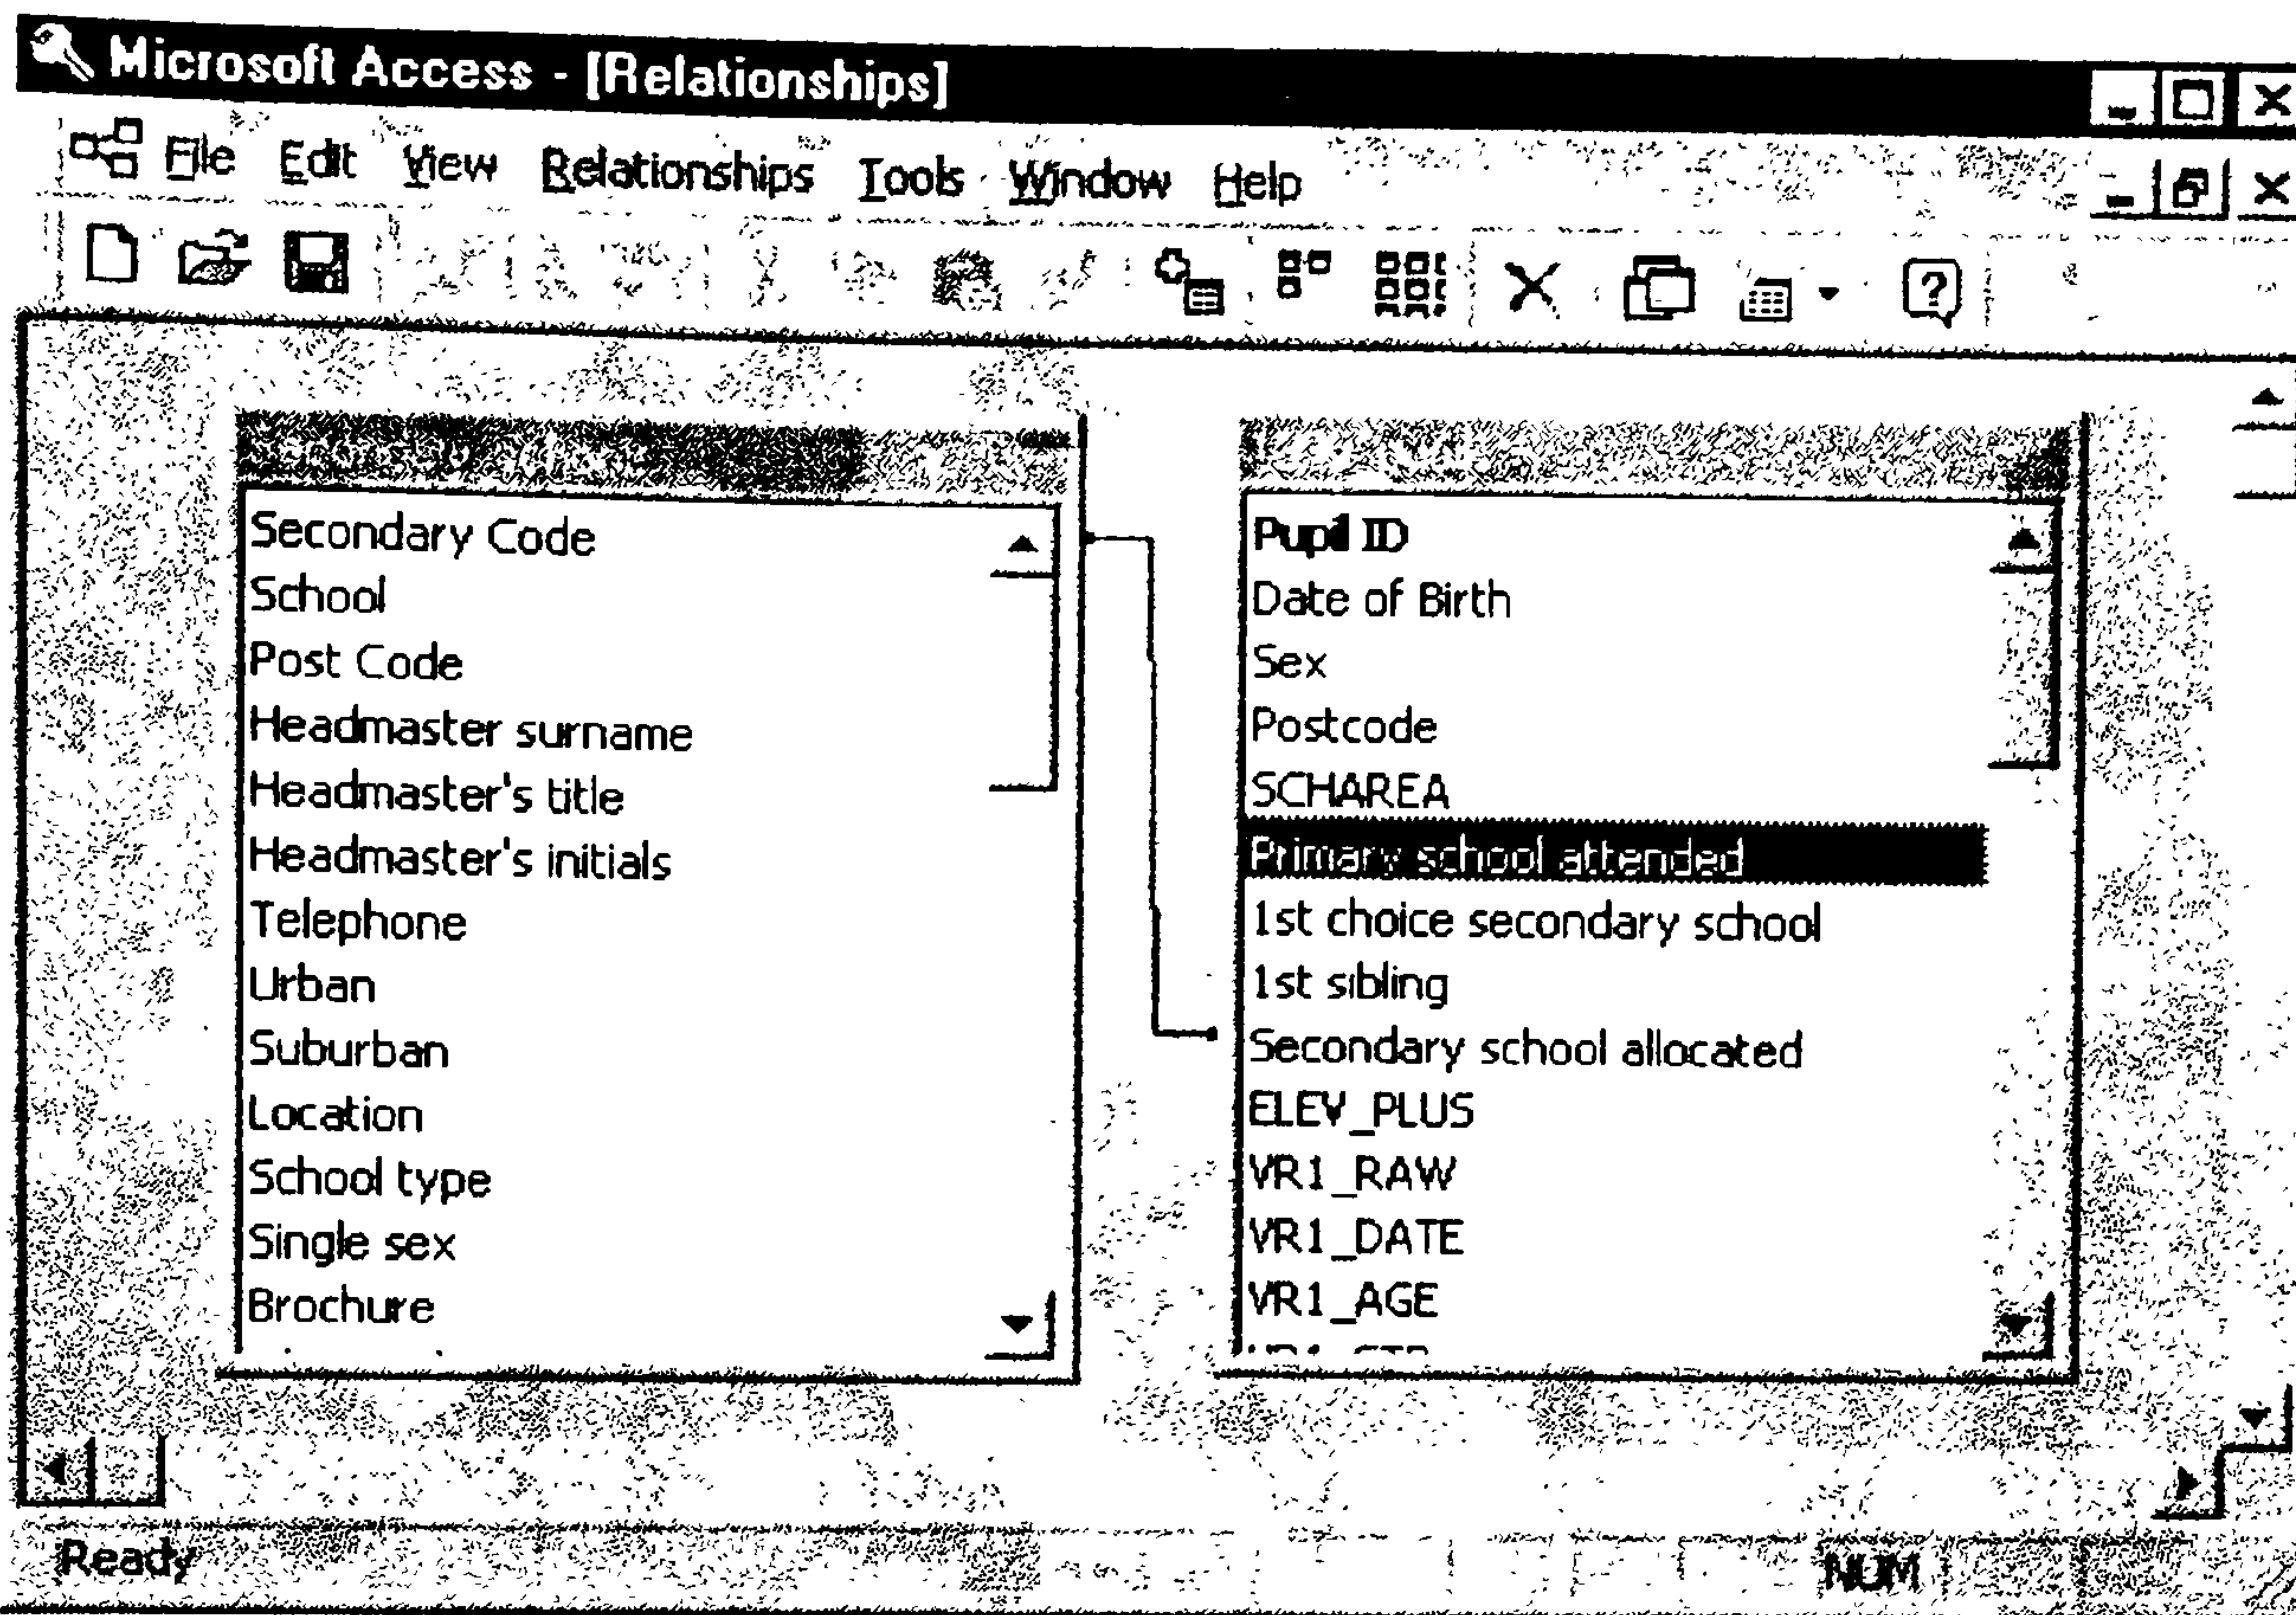 Microsoft Access - [Relationships]
File Edit View Relationships Tools Window Help
Secondary Code
School
Post Code
Headmaster surname
Headmaster's title
Headmaster's initials
Telephone
Urban
Suburban
Location
School type
Single sex
Brochure
Pupil ID
Date of Birth
Sex
Postcode
SCHAREA
Primary school attended
1st choice secondary school
1st sibling
Secondary school allocated
ELEV_PLUS
VR1_RAW
VR1_DATE
VR1_AGE
Ready NUM